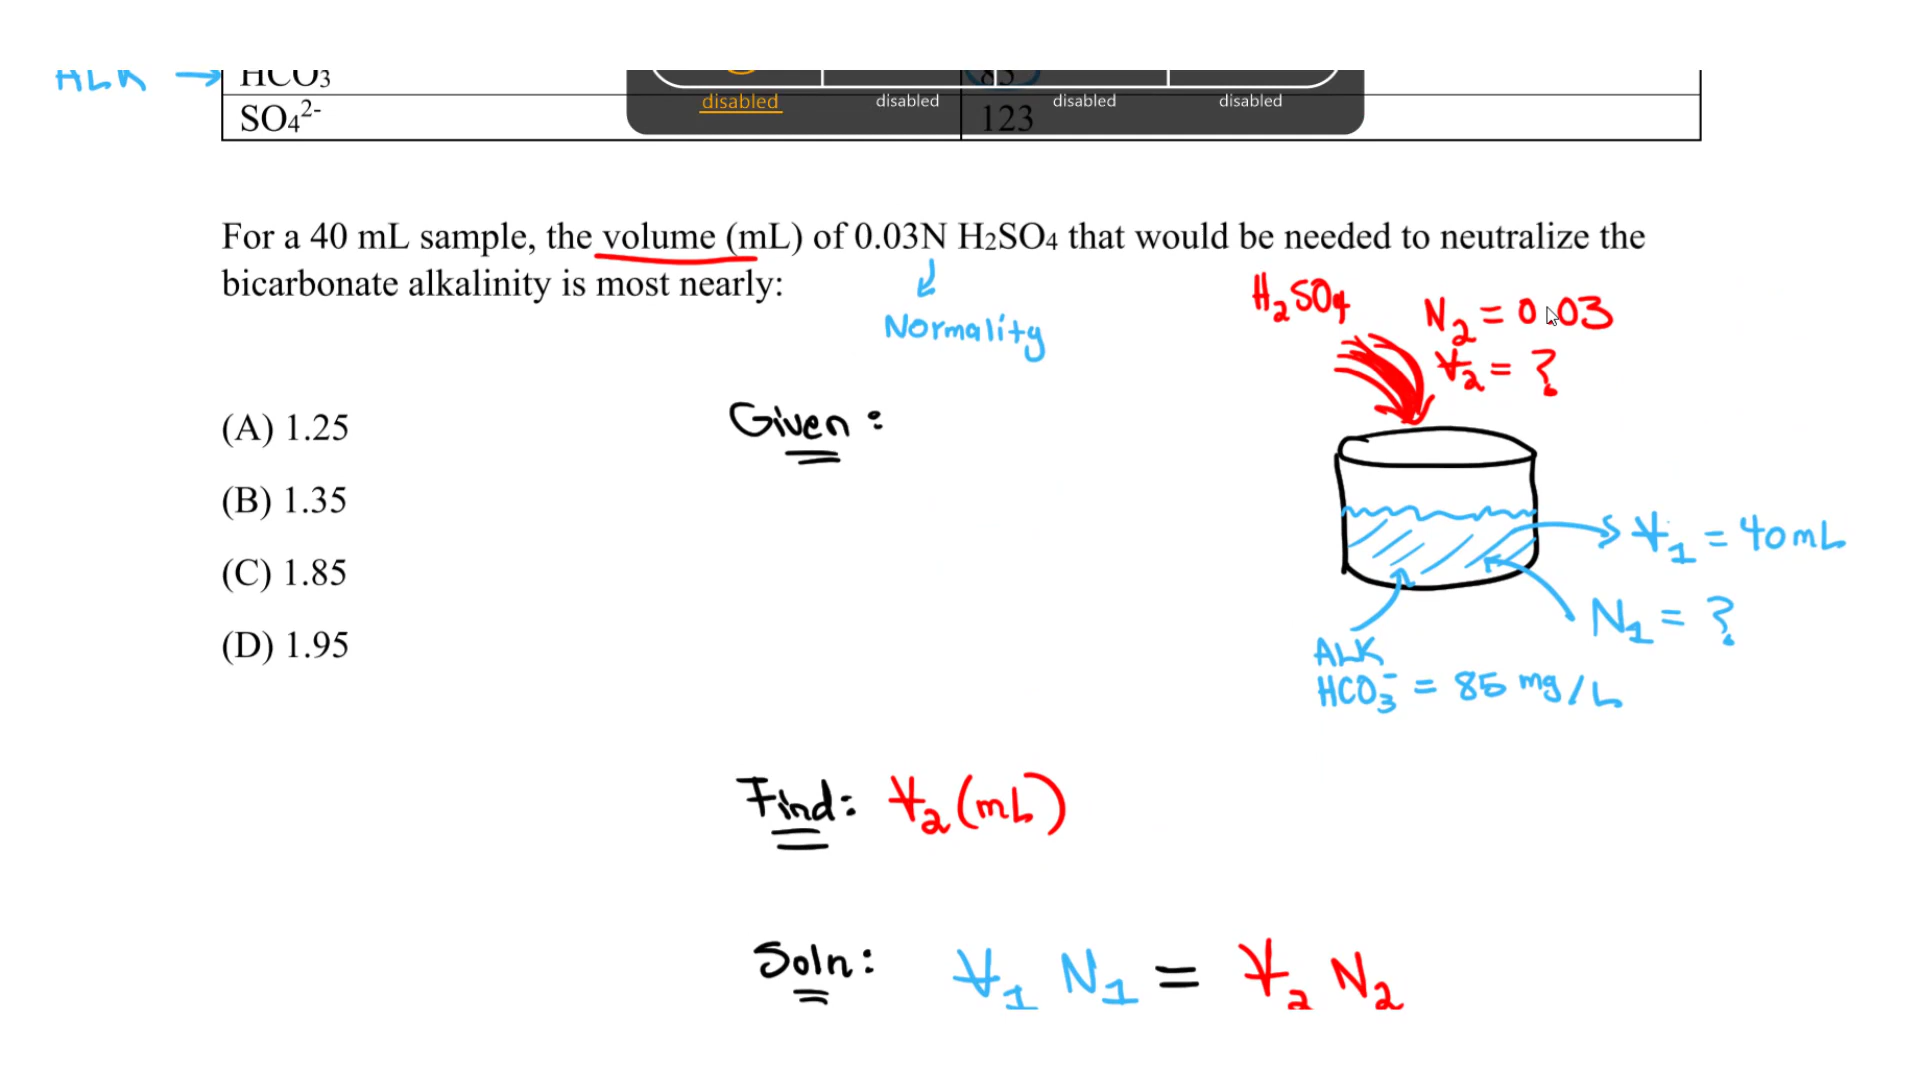 ALK → HCO3 85
disabled disabled disabled disabled
SO4²⁻ 123
For a 40 mL sample, the volume (mL) of 0.03N H2SO4 that would be needed to neutralize the
bicarbonate alkalinity is most nearly:
Normality
H2SO4
N2 = 0.03
V2 = ?
Given:
(A) 1.25
(B) 1.35
(C) 1.85
(D) 1.95
V1 = 40 mL
N1 = ?
ALK
HCO3⁻ = 85 mg/L
Find: V2 (mL)
Soln: V1 N1 = V2 N2